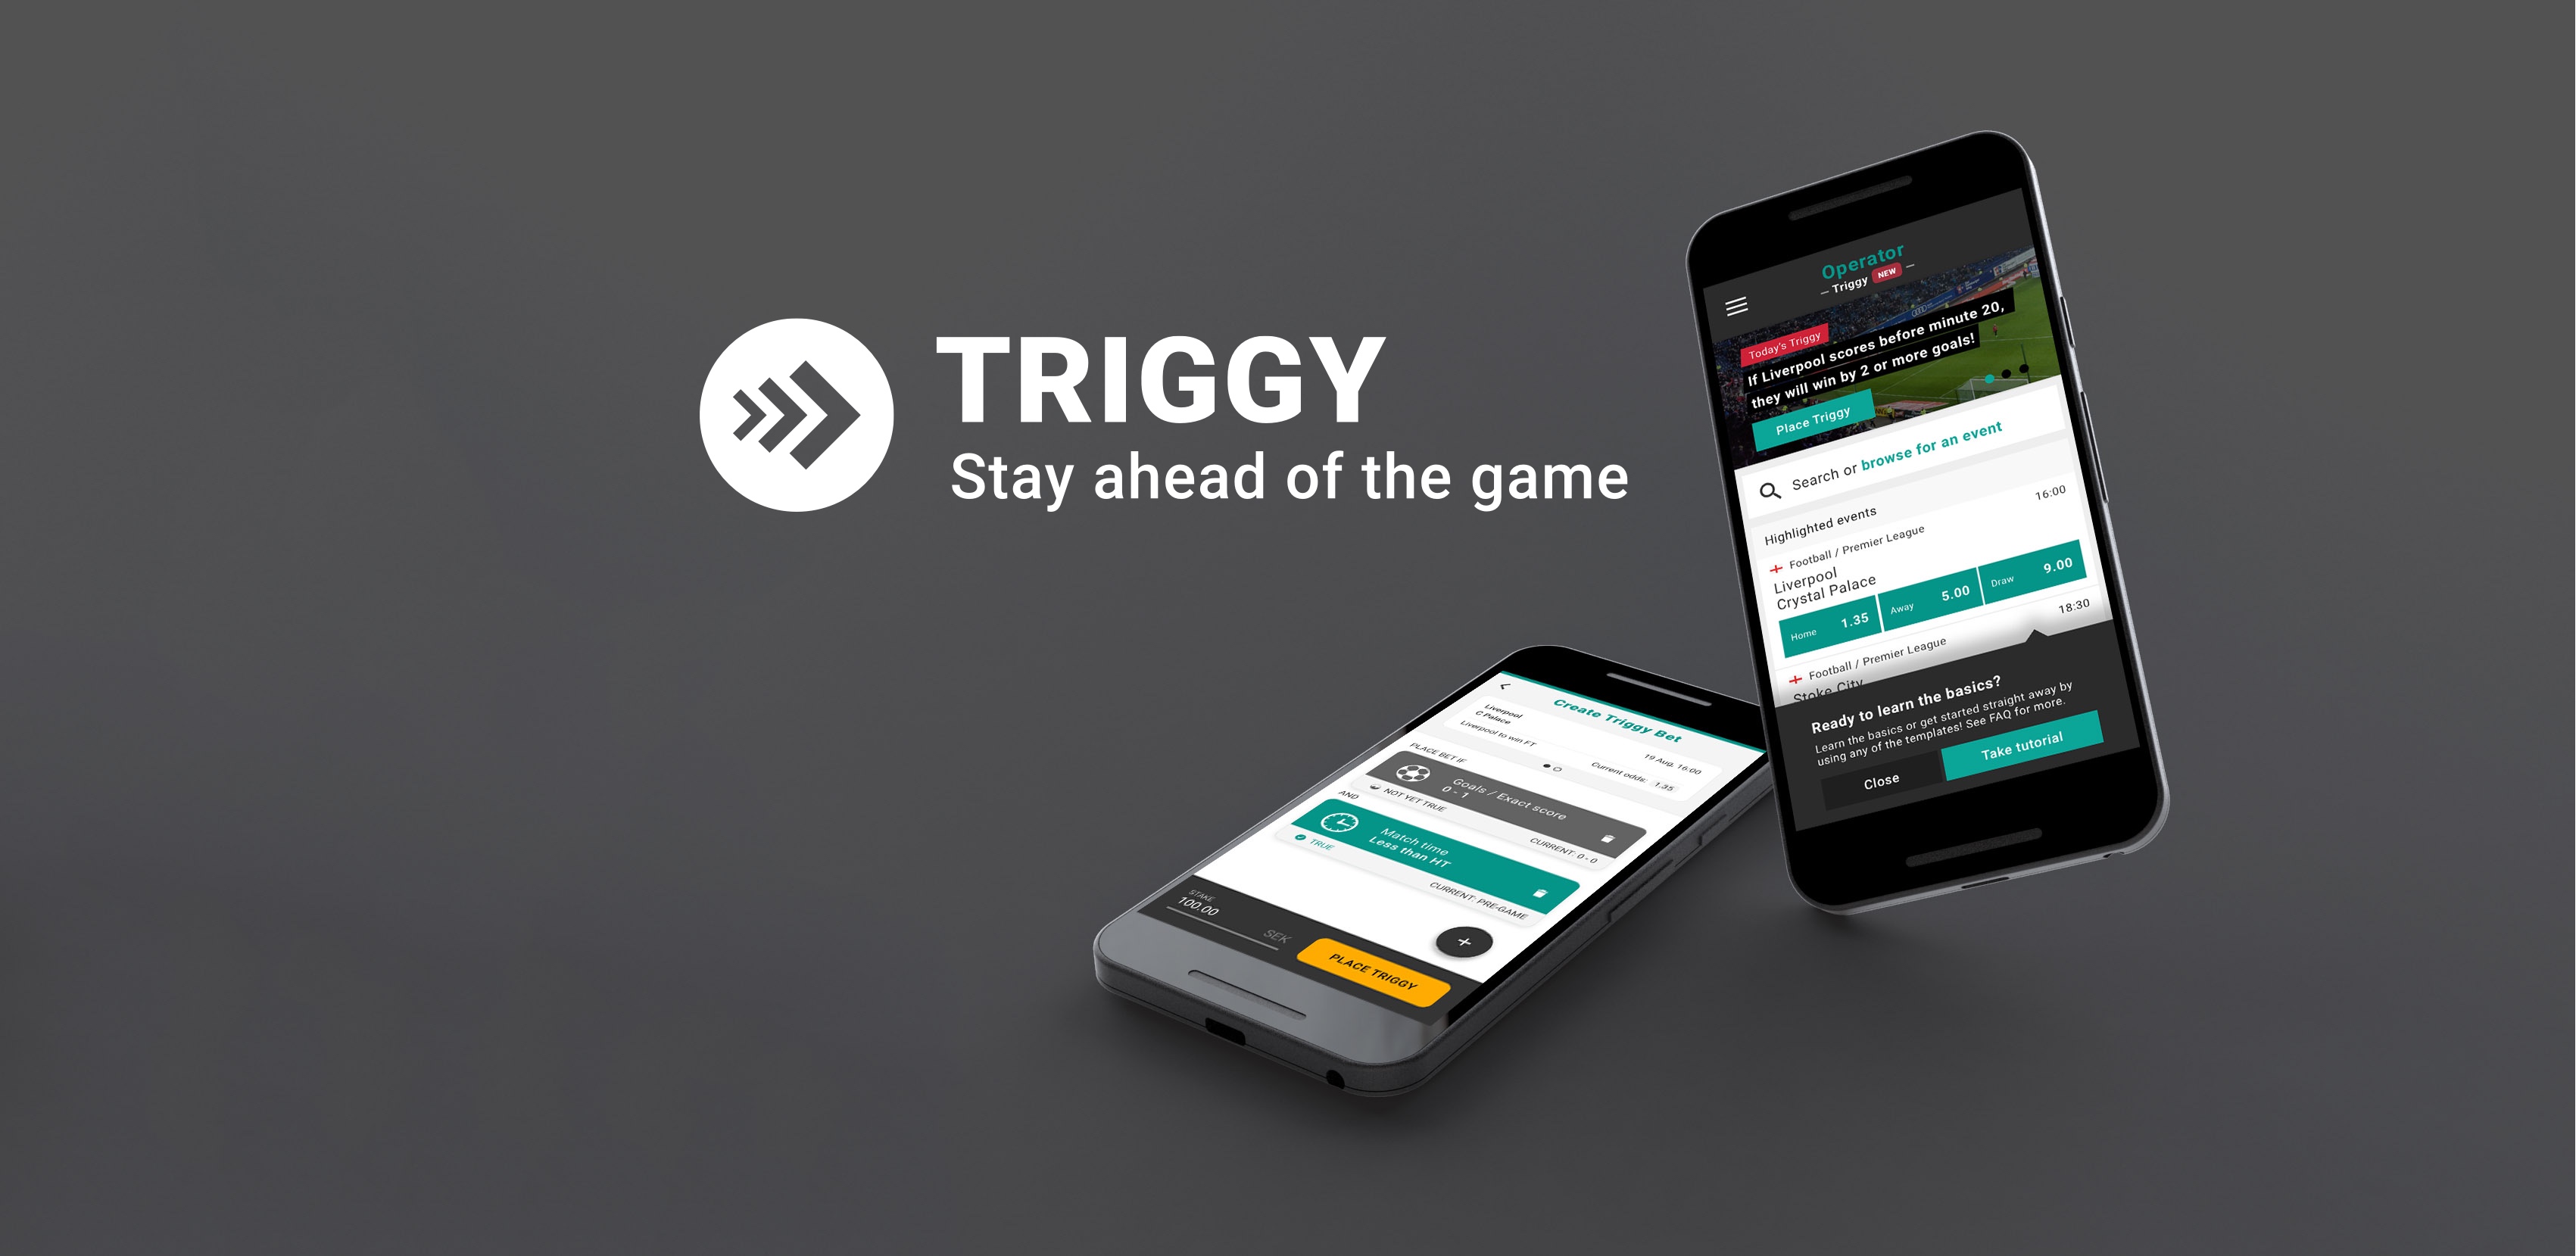 TRIGGY
Stay ahead of the game
Operator
– Triggy NEW –
Today's Triggy
If Liverpool scores before minute 20,
they will win by 2 or more goals!
Place Triggy
Search or browse for an event
Highlighted events
16:00
Football / Premier League
Liverpool
Crystal Palace
Home 1.35 Away 5.00 Draw 9.00
18:30
Football / Premier League
Stoke City
Ready to learn the basics?
Learn the basics or get started straight away by
using any of the templates! See FAQ for more.
Close Take tutorial
Create Triggy Bet
Liverpool
C Palace
19 Aug, 16:00
Liverpool to win FT
Current odds: 1.35
PLACE BET IF
Goals / Exact score
0 - 1
NOT YET TRUE CURRENT: 0 - 0
AND
Match time
Less than HT
TRUE CURRENT: PRE-GAME
+
STAKE
100.00 SEK
PLACE TRIGGY